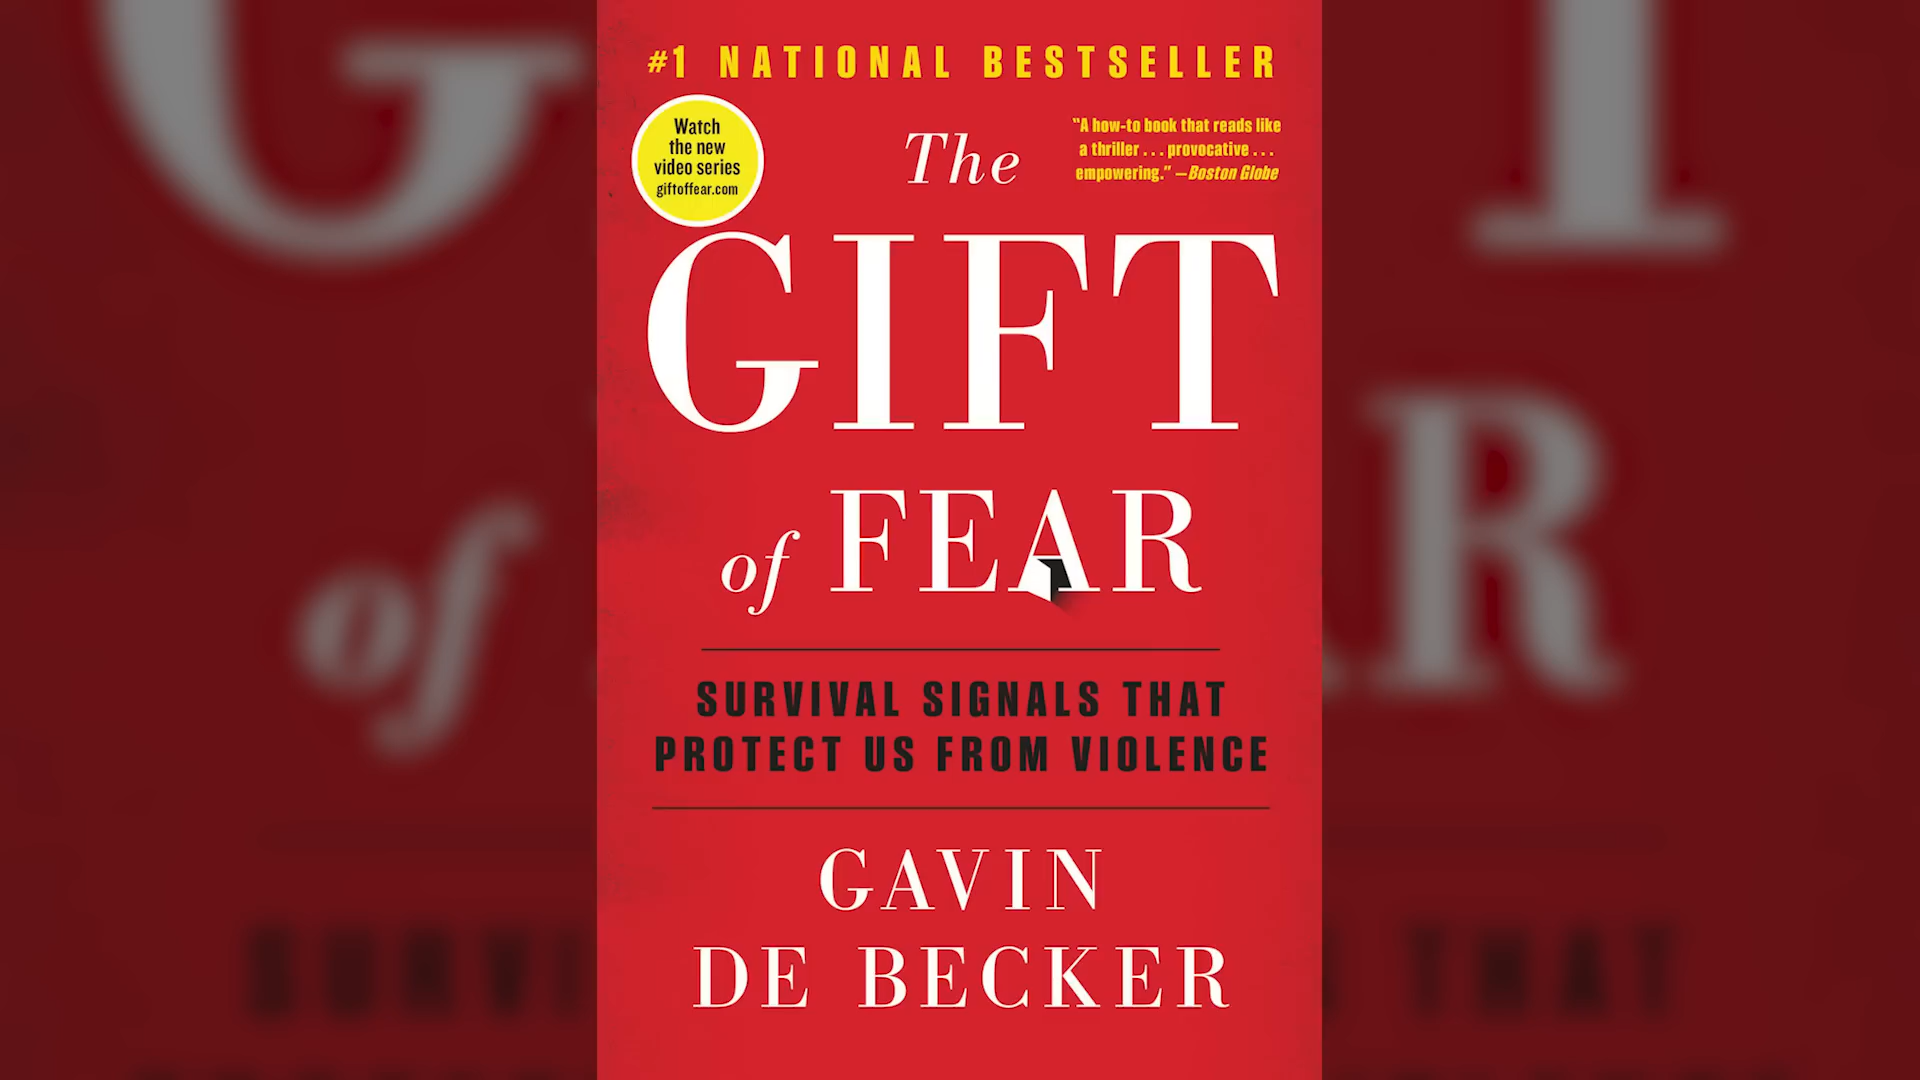 #1 NATIONAL BESTSELLER
Watch
the new
video series
giftoffear.com
The
"A how-to book that reads like
a thriller . . . provocative . . .
empowering." —Boston Globe
GIFT
of FEAR
SURVIVAL SIGNALS THAT
PROTECT US FROM VIOLENCE
GAVIN
DE BECKER